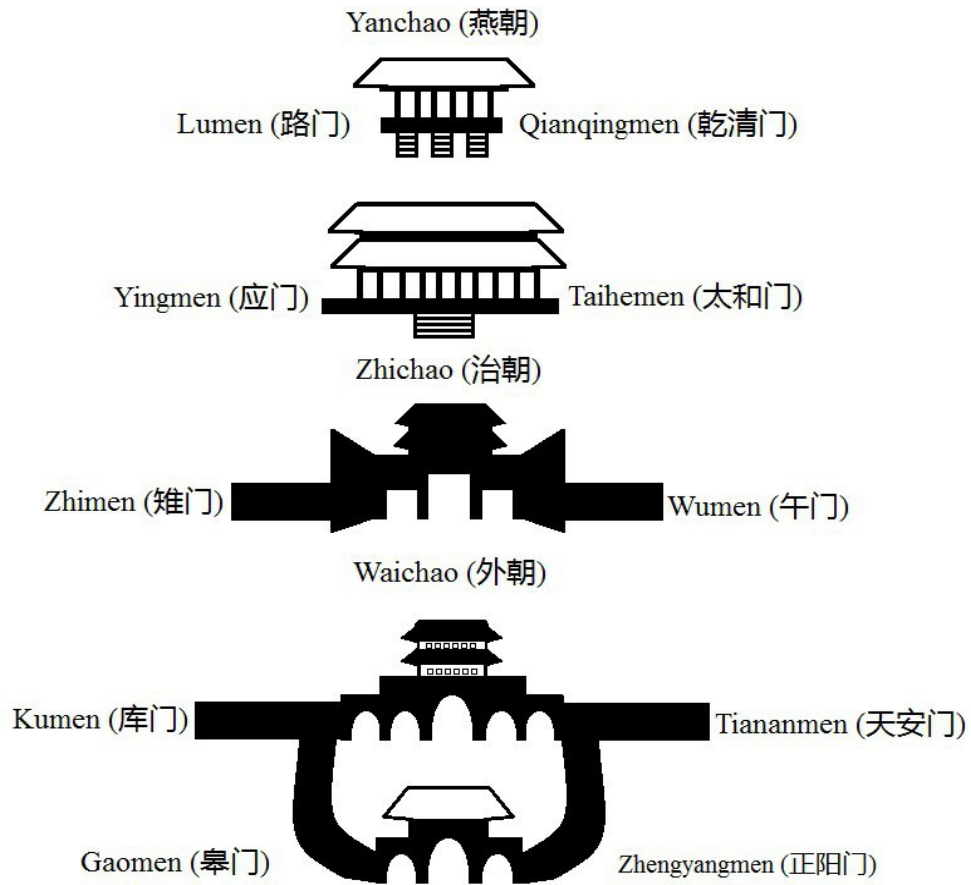 Yanchao (燕朝)
Lumen (路门) Qianqingmen (乾清门)
Yingmen (应门) Taihemen (太和门)
Zhichao (治朝)
Zhimen (雉门) Wumen (午门)
Waichao (外朝)
Kumen (库门) Tiananmen (天安门)
Gaomen (皋门) Zhengyangmen (正阳门)